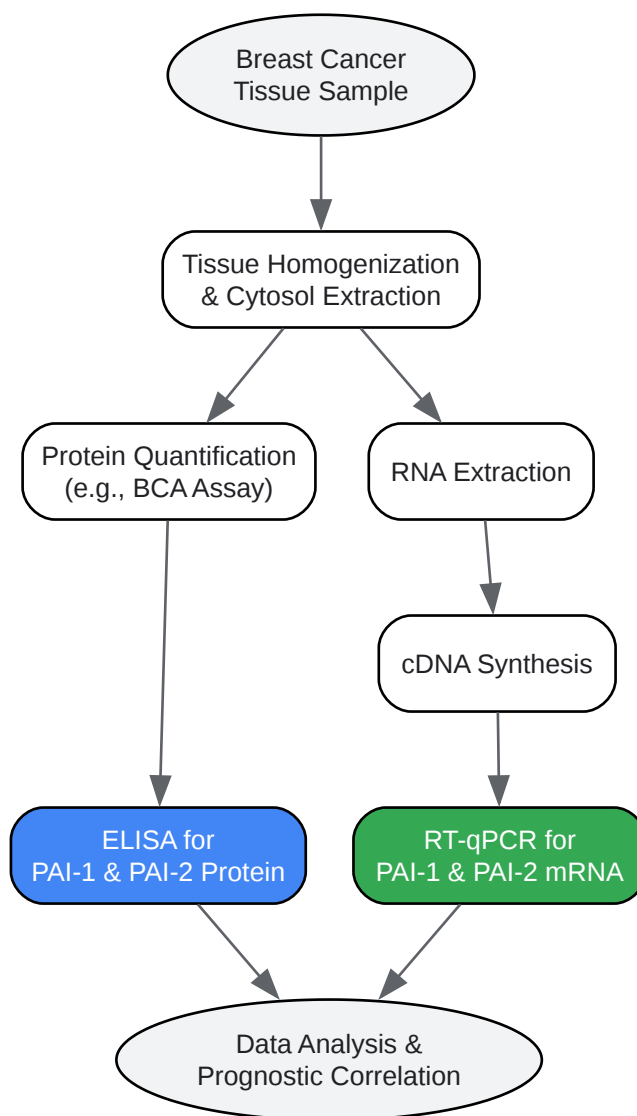 Breast Cancer
Tissue Sample
Tissue Homogenization
& Cytosol Extraction
Protein Quantification
(e.g., BCA Assay)
RNA Extraction
cDNA Synthesis
ELISA for
PAI-1 & PAI-2 Protein
RT-qPCR for
PAI-1 & PAI-2 mRNA
Data Analysis &
Prognostic Correlation